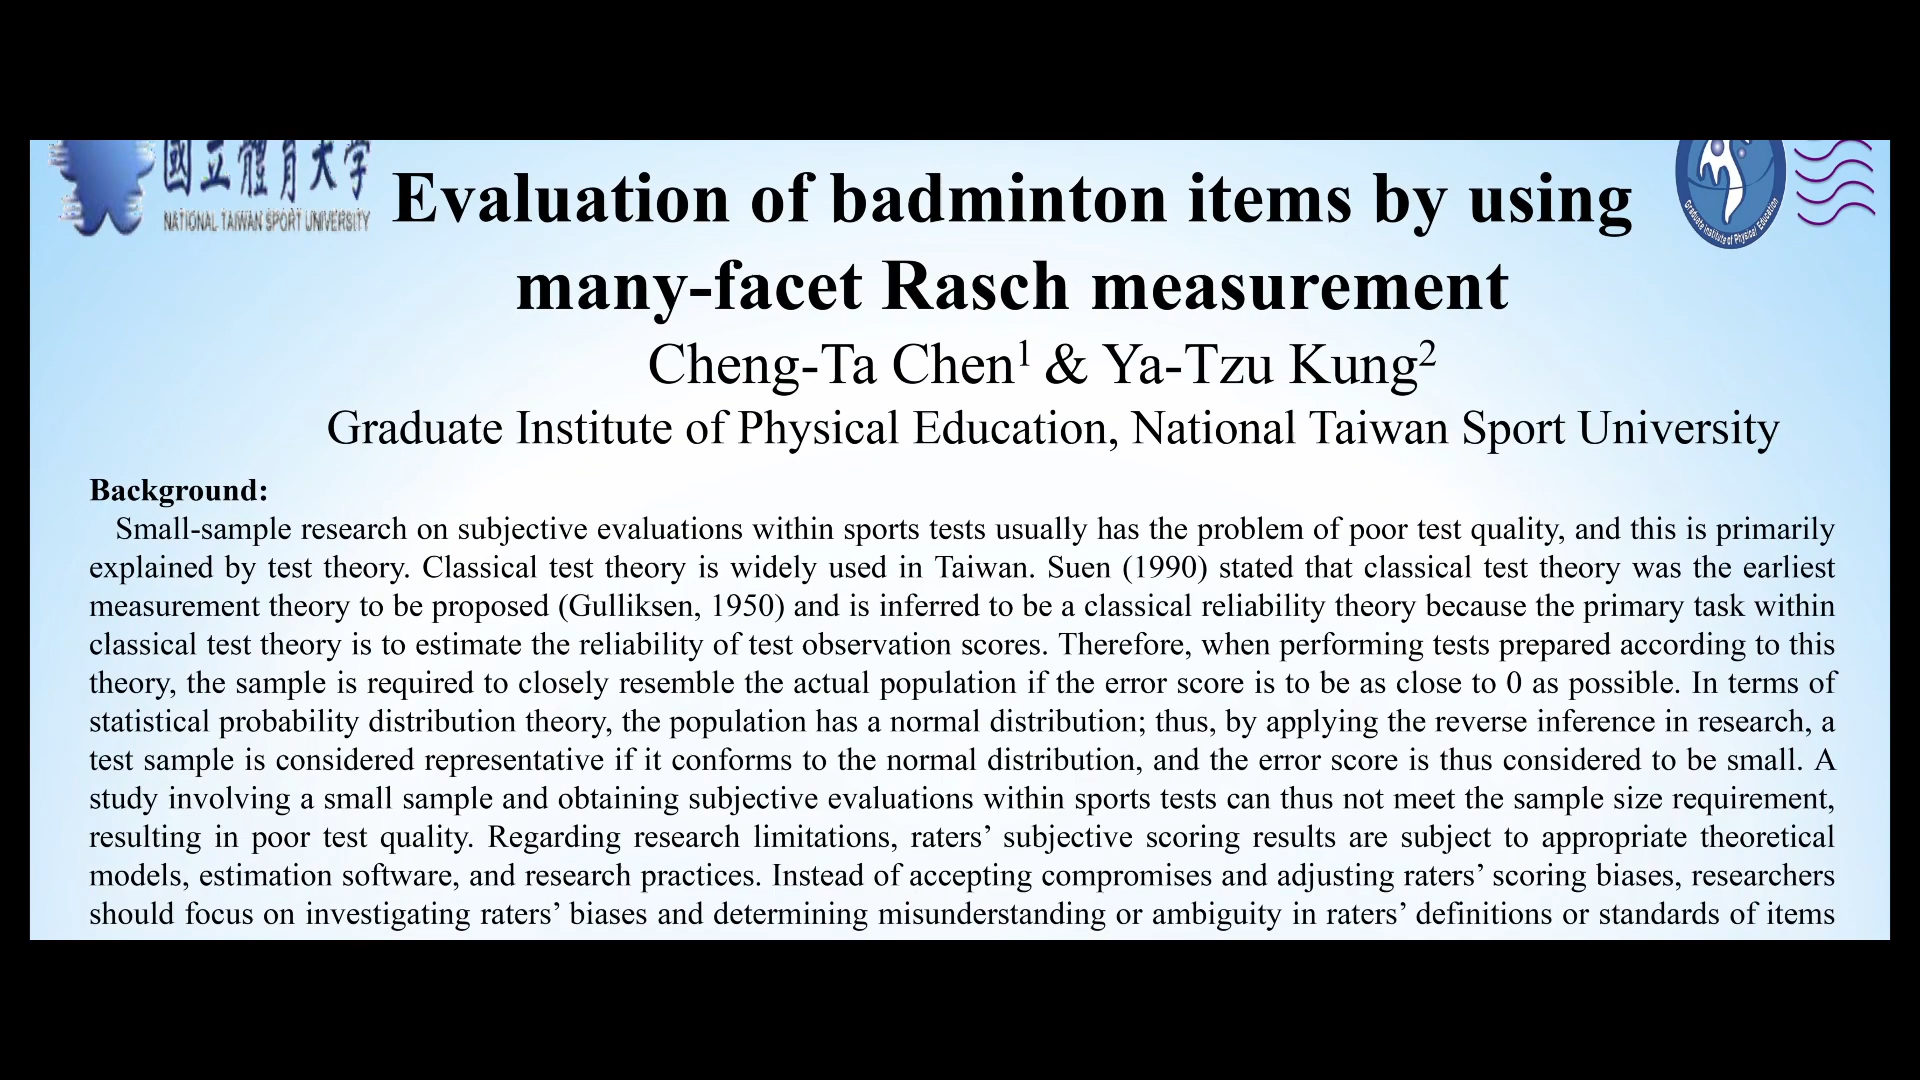 國立體育大学
NATIONAL TAIWAN SPORT UNIVERSITY
Evaluation of badminton items by using
many-facet Rasch measurement
Cheng-Ta Chen1 & Ya-Tzu Kung2
Graduate Institute of Physical Education, National Taiwan Sport University
Graduate Institute of Physical Education
Background:
Small-sample research on subjective evaluations within sports tests usually has the problem of poor test quality, and this is primarily
explained by test theory. Classical test theory is widely used in Taiwan. Suen (1990) stated that classical test theory was the earliest
measurement theory to be proposed (Gulliksen, 1950) and is inferred to be a classical reliability theory because the primary task within
classical test theory is to estimate the reliability of test observation scores. Therefore, when performing tests prepared according to this
theory, the sample is required to closely resemble the actual population if the error score is to be as close to 0 as possible. In terms of
statistical probability distribution theory, the population has a normal distribution; thus, by applying the reverse inference in research, a
test sample is considered representative if it conforms to the normal distribution, and the error score is thus considered to be small. A
study involving a small sample and obtaining subjective evaluations within sports tests can thus not meet the sample size requirement,
resulting in poor test quality. Regarding research limitations, raters’ subjective scoring results are subject to appropriate theoretical
models, estimation software, and research practices. Instead of accepting compromises and adjusting raters’ scoring biases, researchers
should focus on investigating raters’ biases and determining misunderstanding or ambiguity in raters’ definitions or standards of items